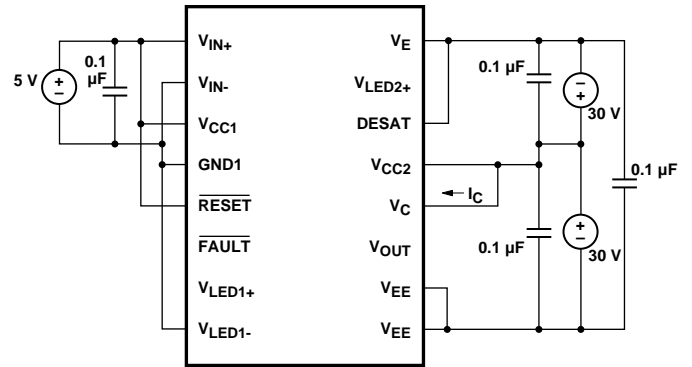 V_IN+
V_IN-
V_CC1
GND1
RESET
FAULT
V_LED1+
V_LED1-
V_E
V_LED2+
DESAT
V_CC2
V_C
V_OUT
V_EE
V_EE
5 V
+
–
0.1
µF
0.1 µF
–
+
30 V
I_C
0.1 µF
0.1 µF
+
–
30 V